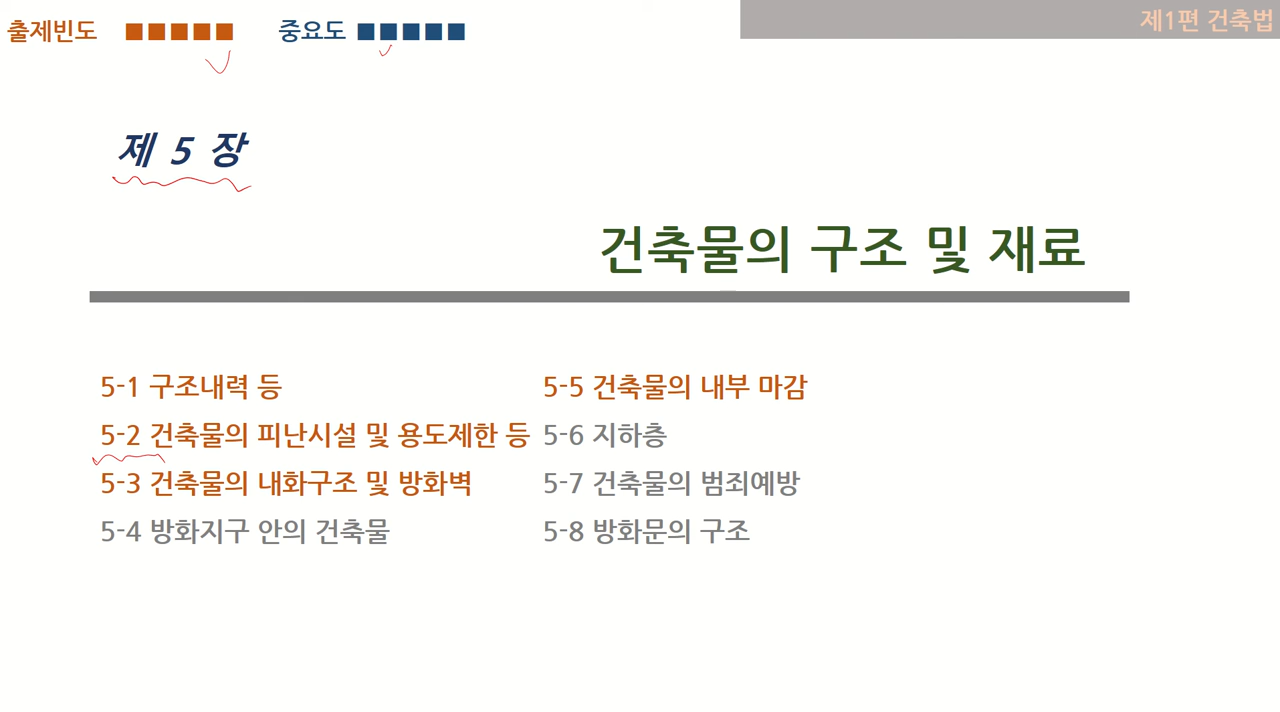 출제빈도 ■■■■■ 중요도 ■■■■■
제1편 건축법
제 5 장
건축물의 구조 및 재료
5-1 구조내력 등
5-2 건축물의 피난시설 및 용도제한 등
5-3 건축물의 내화구조 및 방화벽
5-4 방화지구 안의 건축물
5-5 건축물의 내부 마감
5-6 지하층
5-7 건축물의 범죄예방
5-8 방화문의 구조